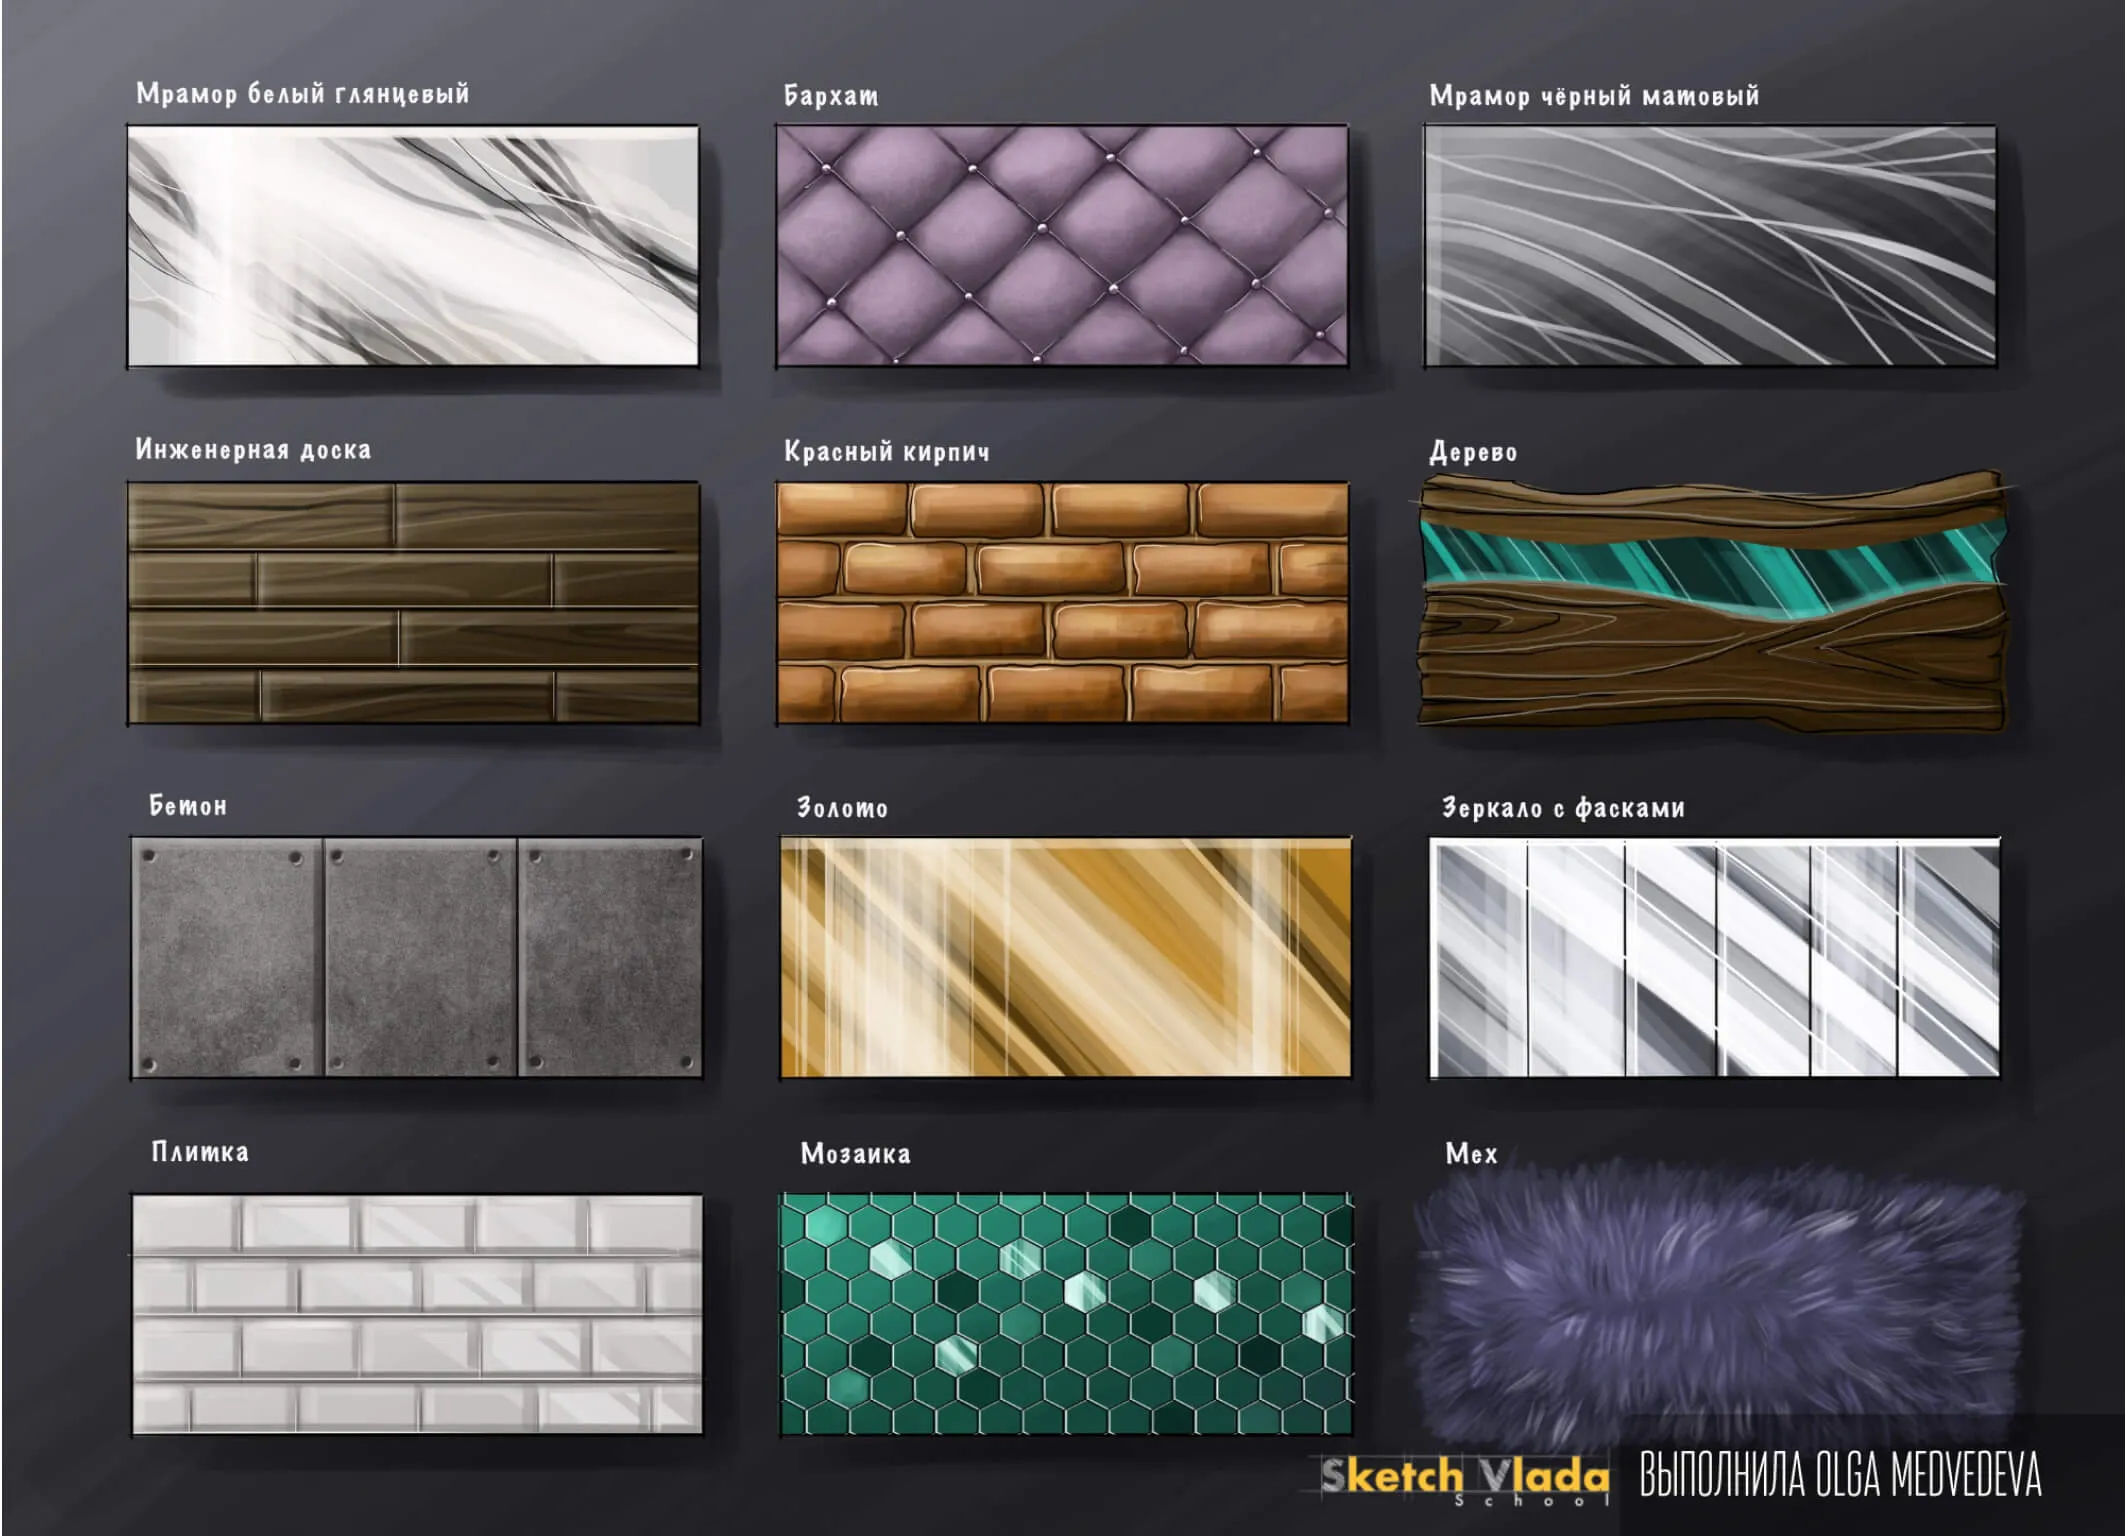 Мрамор белый глянцевый
Бархат
Мрамор чёрный матовый
Инженерная доска
Красный кирпич
Дерево
Бетон
Золото
Зеркало с фасками
Плитка
Мозаика
Мех
Sketch Vlada
School
ВЫПОЛНИЛА OLGA MEDVEDEVA